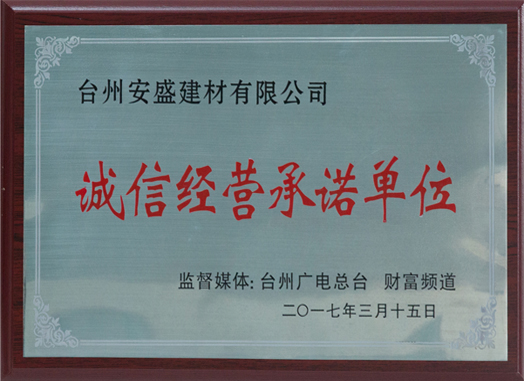 台州安盛建材有限公司
诚信经营承诺单位
监督媒体:台州广电总台 财富频道
二〇一七年三月十五日